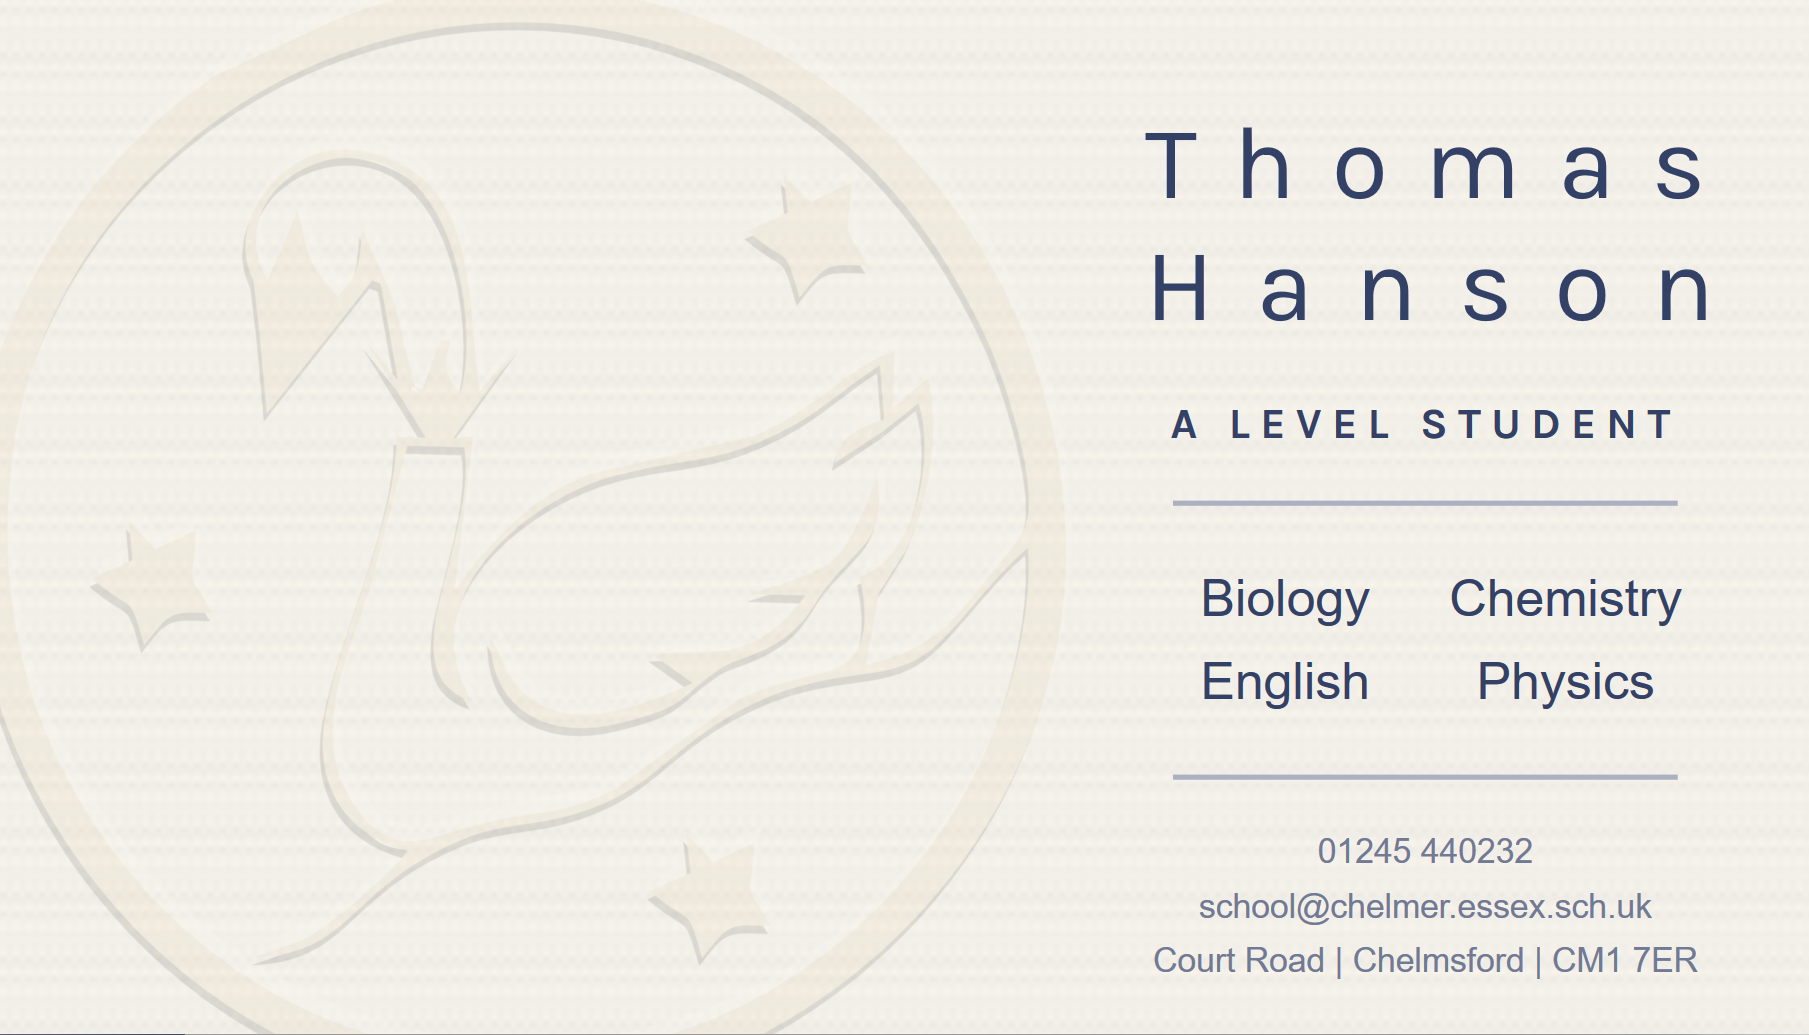 Thomas
Hanson
A LEVEL STUDENT
Biology Chemistry
English Physics
01245 440232
school@chelmer.essex.sch.uk
Court Road | Chelmsford | CM1 7ER